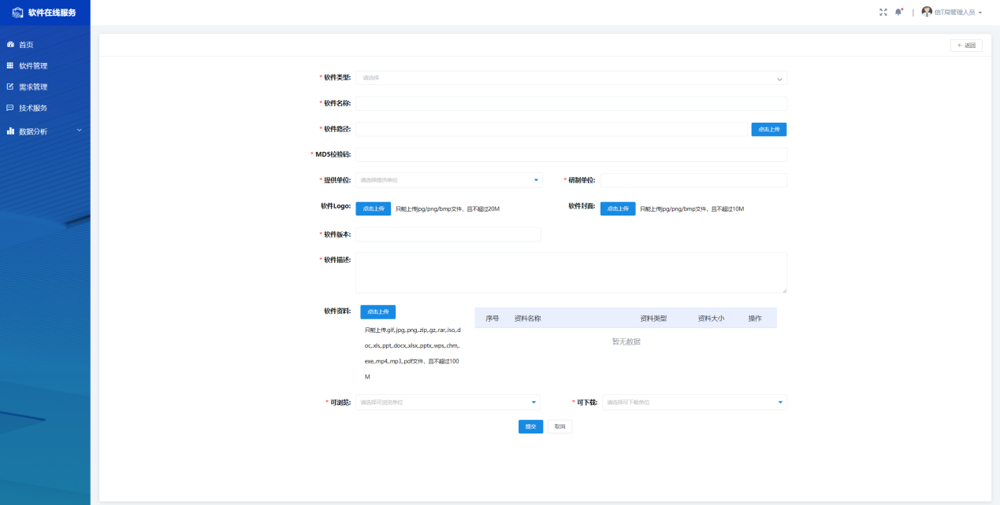 软件在线服务
信IT局管理人员
首页
软件管理
需求管理
技术服务
数据分析
返回
* 软件类型: 请选择
* 软件名称:
* 软件路径: 点击上传
* MD5校验码:
* 提供单位: 请选择提供单位 * 研制单位:
软件Logo: 点击上传 只能上传jpg/png/bmp文件，且不超过20M 软件封面: 点击上传 只能上传jpg/png/bmp文件，且不超过10M
* 软件版本:
* 软件描述:
软件资料: 点击上传
序号 资料名称 资料类型 资料大小 操作
暂无数据
只能上传.gif,.jpg,.png,.zip,.gz,.rar,.iso,.d
oc,.xls,.ppt,.docx,.xlsx,.pptx,.wps,.chm,.
exe,.mp4,.mp3,.pdf文件，且不超过100
M
* 可浏览: 请选择可浏览单位 * 可下载: 请选择可下载单位
提交 取消